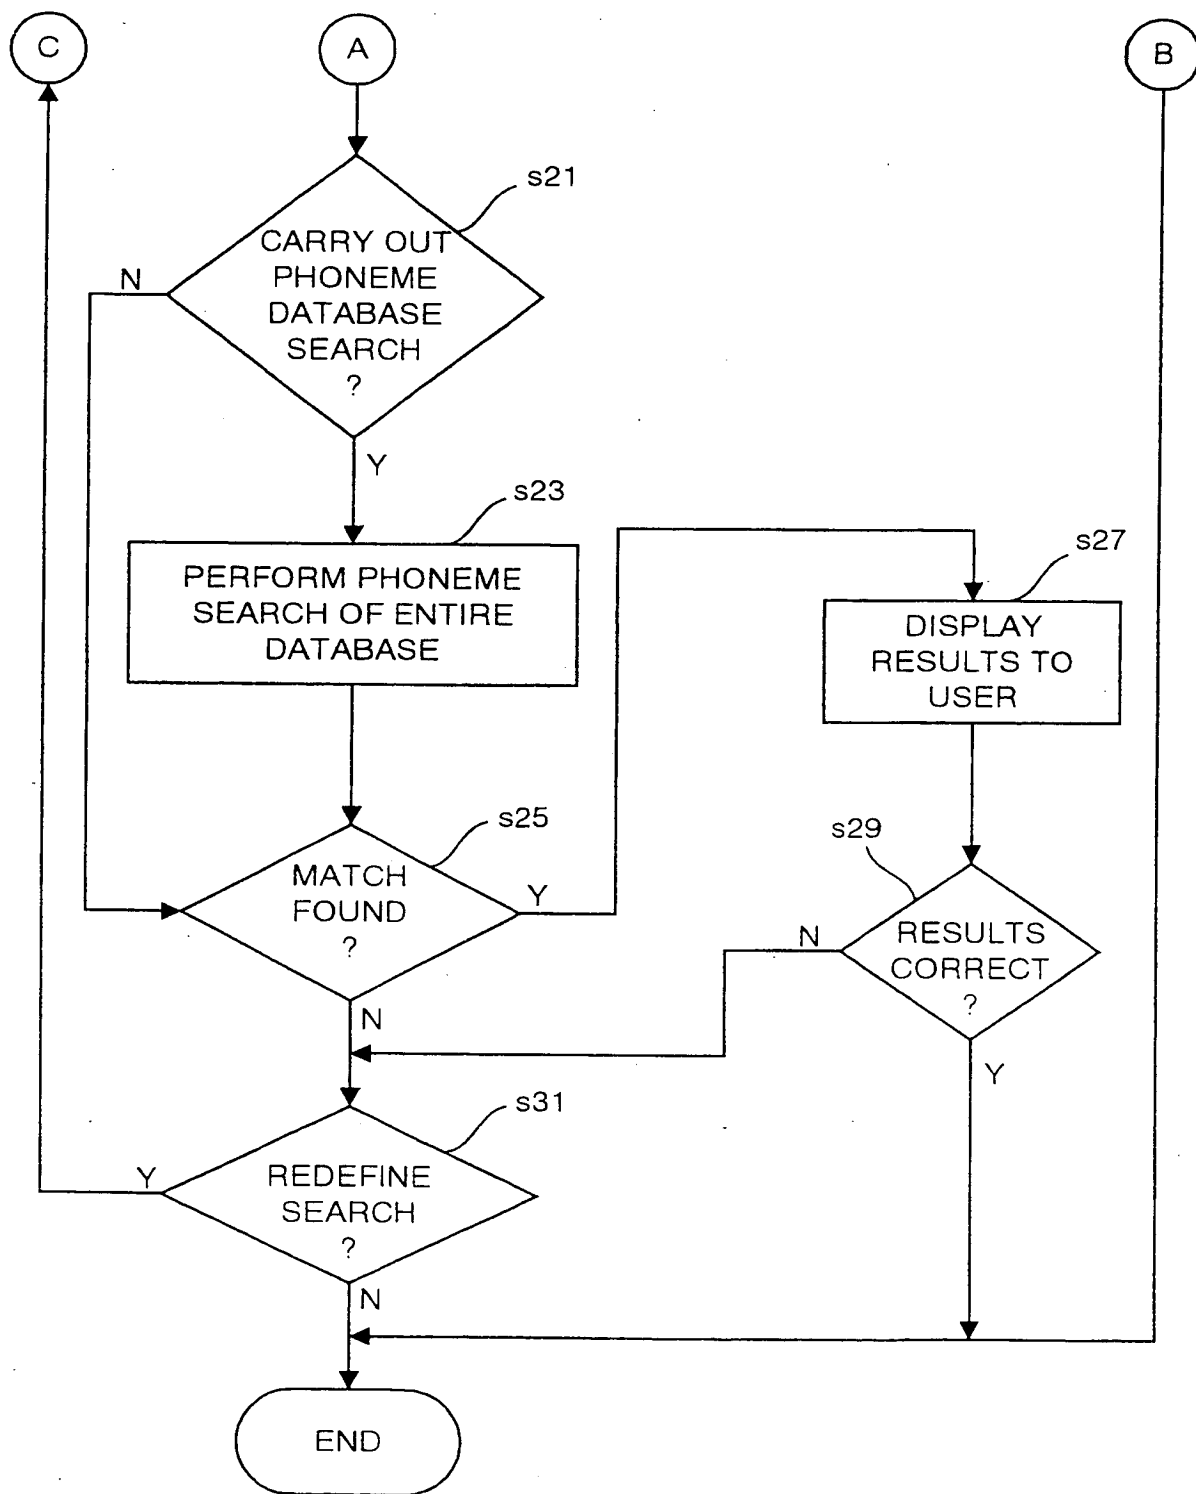 C
A
B
s21
CARRY OUT
PHONEME
DATABASE
SEARCH
?
N
Y
s23
PERFORM PHONEME
SEARCH OF ENTIRE
DATABASE
s27
DISPLAY
RESULTS TO
USER
s25
MATCH
FOUND
?
Y
N
s29
RESULTS
CORRECT
?
N
Y
s31
REDEFINE
SEARCH
?
Y
N
END